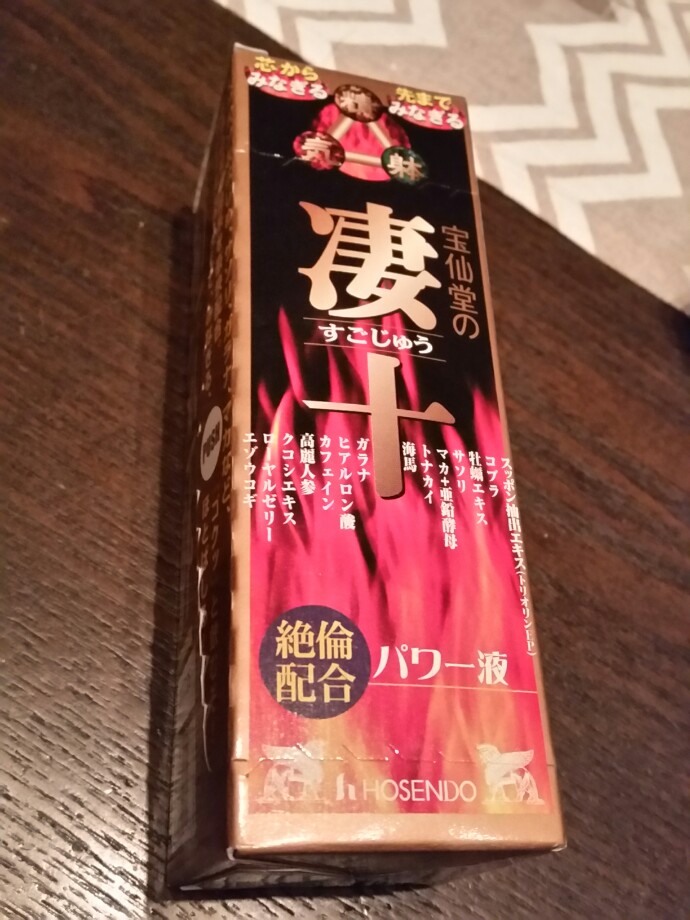 芯から
みなぎる
先まで
みなぎる
精
気
躰
宝仙堂の
凄十
すごじゅう
スッポン抽出エキス(トリオリンEP)
コブラ
牡蠣エキス
サソリ
マカ+亜鉛酵母
トナカイ
海馬
ガラナ
ヒアルロン酸
カフェイン
高麗人参
クコシエキス
ローヤルゼリー
エゾウコギ
絶倫
配合
パワー液
h HOSENDO